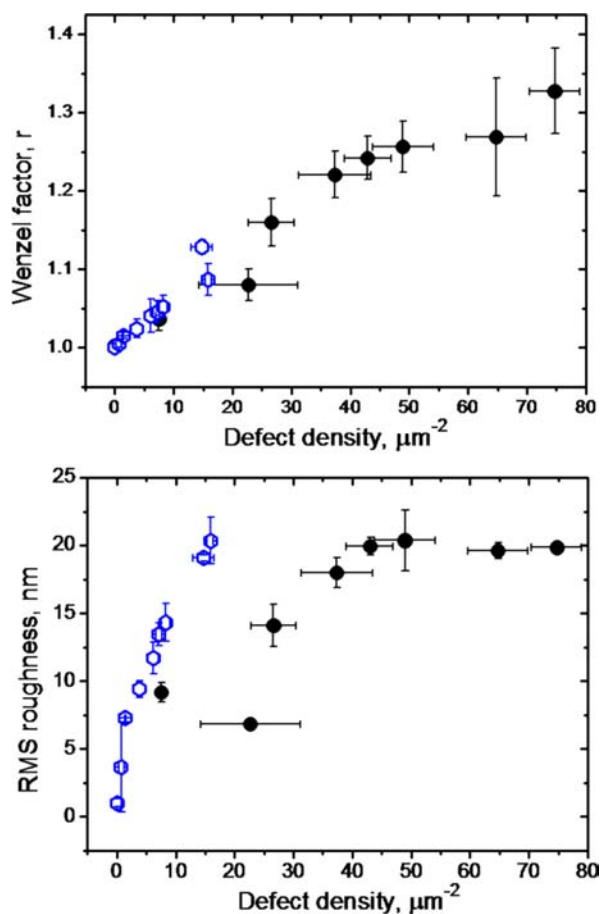 1.4
1.3
1.2
1.1
1.0
Wenzel factor, r
0 10 20 30 40 50 60 70 80
Defect density, μm⁻²
25
20
15
10
5
0
RMS roughness, nm
0 10 20 30 40 50 60 70 80
Defect density, μm⁻²